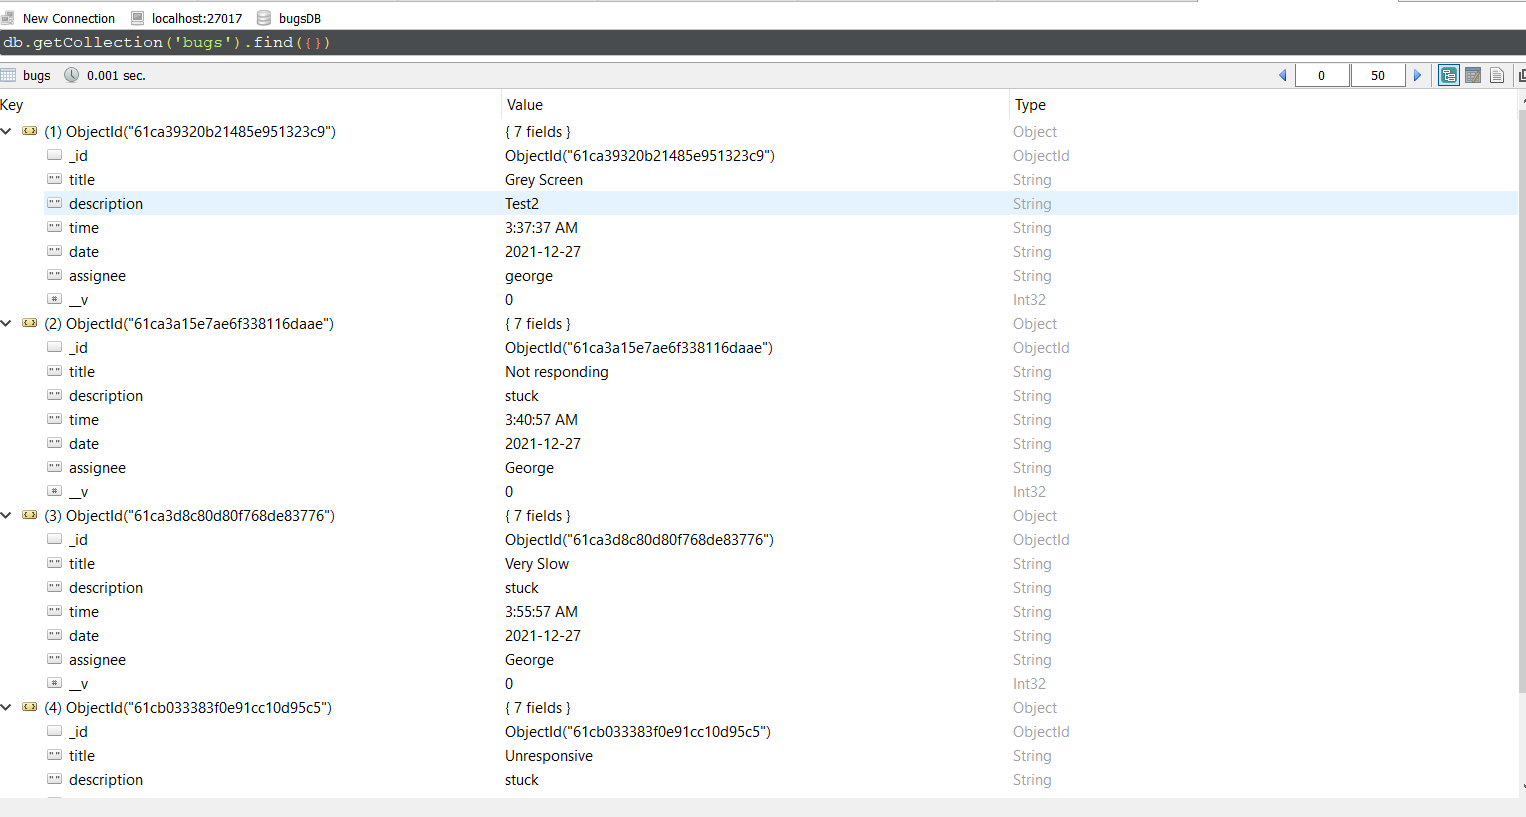 New Connection localhost:27017 bugsDB
db.getCollection('bugs').find({})
bugs 0.001 sec. 0 50
Key Value Type
(1) ObjectId("61ca39320b21485e951323c9") { 7 fields } Object
_id ObjectId("61ca39320b21485e951323c9") ObjectId
" " title Grey Screen String
" " description Test2 String
" " time 3:37:37 AM String
" " date 2021-12-27 String
" " assignee george String
# __v 0 Int32
(2) ObjectId("61ca3a15e7ae6f338116daae") { 7 fields } Object
_id ObjectId("61ca3a15e7ae6f338116daae") ObjectId
" " title Not responding String
" " description stuck String
" " time 3:40:57 AM String
" " date 2021-12-27 String
" " assignee George String
# __v 0 Int32
(3) ObjectId("61ca3d8c80d80f768de83776") { 7 fields } Object
_id ObjectId("61ca3d8c80d80f768de83776") ObjectId
" " title Very Slow String
" " description stuck String
" " time 3:55:57 AM String
" " date 2021-12-27 String
" " assignee George String
# __v 0 Int32
(4) ObjectId("61cb033383f0e91cc10d95c5") { 7 fields } Object
_id ObjectId("61cb033383f0e91cc10d95c5") ObjectId
" " title Unresponsive String
" " description stuck String